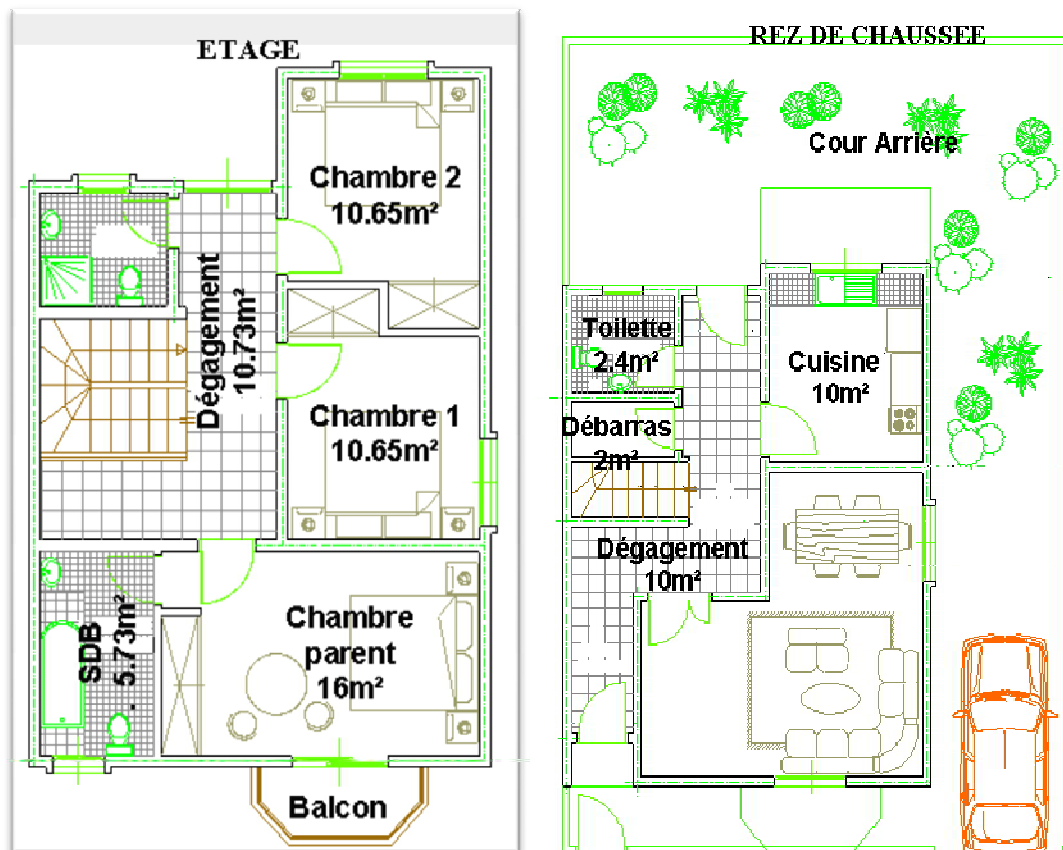 ETAGE
Chambre 2
10.65m²
Dégagement
10.73m²
Chambre 1
10.65m²
SDB
5.73m²
Chambre
parent
16m²
Balcon
REZ DE CHAUSSEE
Cour Arrière
Toilette
2.4m²
Cuisine
10m²
Débarras
2m²
Dégagement
10m²